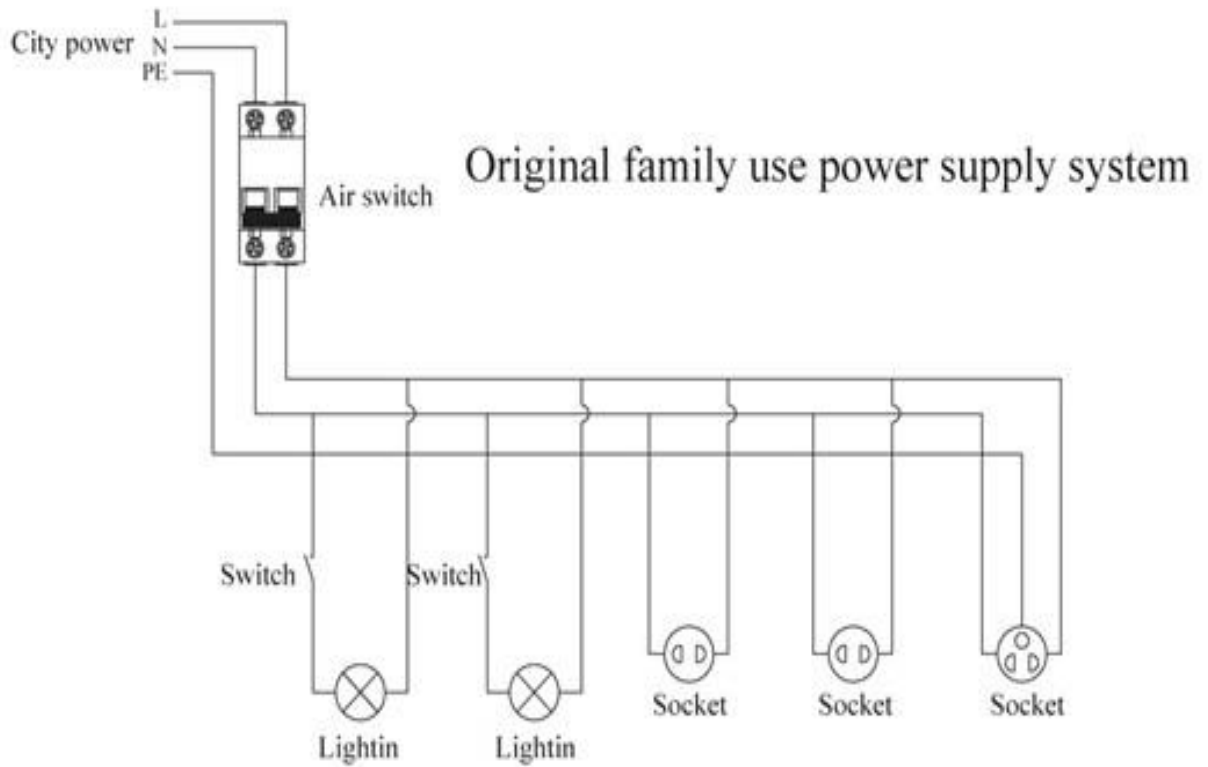 L
City power N
PE
Original family use power supply system
Air switch
Switch
Switch
Socket
Socket
Socket
Lightin
Lightin